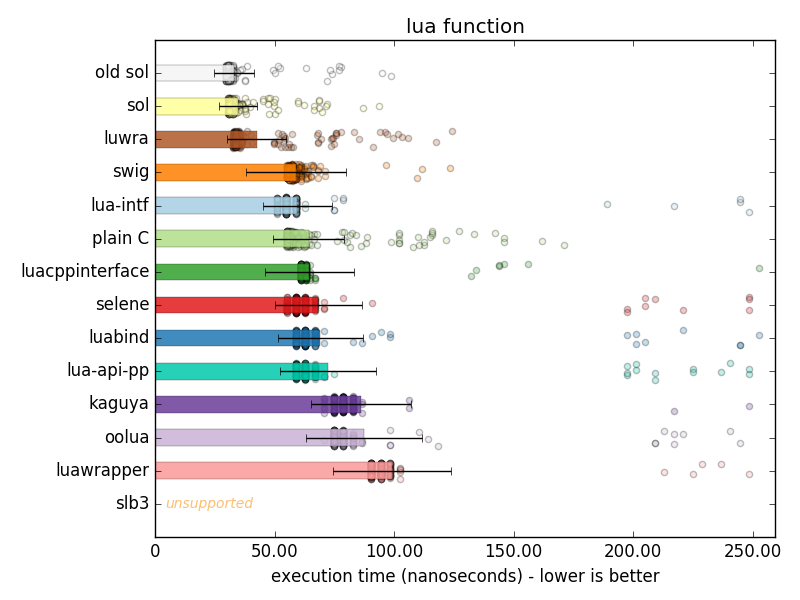 lua function
old sol
sol
luwra
swig
lua-intf
plain C
luacppinterface
selene
luabind
lua-api-pp
kaguya
oolua
luawrapper
slb3 unsupported
0 50.00 100.00 150.00 200.00 250.00
execution time (nanoseconds) - lower is better